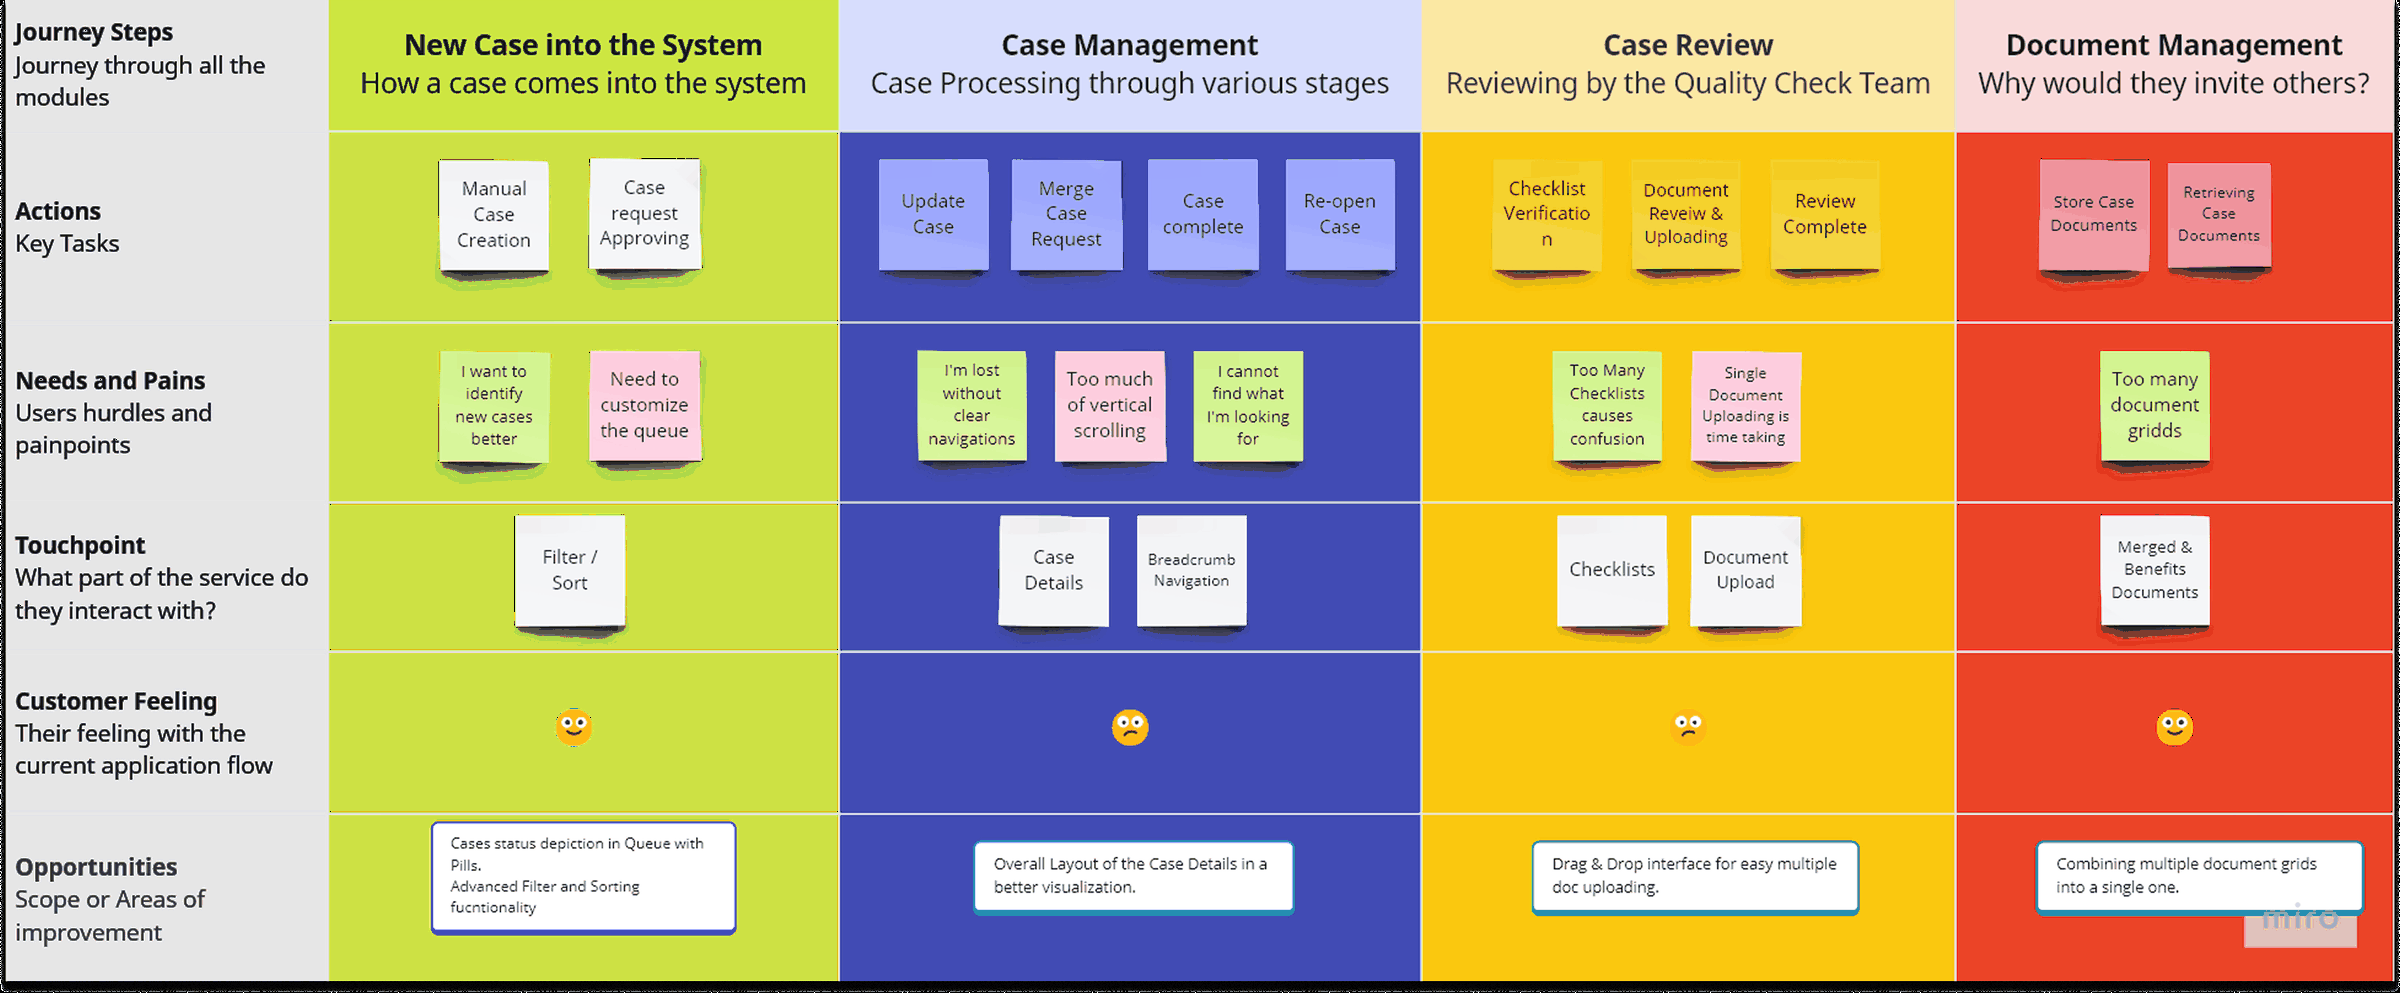 Journey Steps
Journey through all the
modules
New Case into the System
How a case comes into the system
Case Management
Case Processing through various stages
Case Review
Reviewing by the Quality Check Team
Document Management
Why would they invite others?
Actions
Key Tasks
Manual
Case
Creation
Case
request
Approving
Update
Case
Merge
Case
Request
Case
complete
Re-open
Case
Checklist
Verificatio
n
Document
Reveiw &
Uploading
Review
Complete
Store Case
Documents
Retrieving
Case
Documents
Needs and Pains
Users hurdles and
painpoints
I want to
identify
new cases
better
Need to
customize
the queue
I'm lost
without
clear
navigations
Too much
of vertical
scrolling
I cannot
find what
I'm looking
for
Too Many
Checklists
causes
confusion
Single
Document
Uploading is
time taking
Too many
document
gridds
Touchpoint
What part of the service do
they interact with?
Filter /
Sort
Case
Details
Breadcrumb
Navigation
Checklists
Document
Upload
Merged &
Benefits
Documents
Customer Feeling
Their feeling with the
current application flow
Opportunities
Scope or Areas of
improvement
Cases status depiction in Queue with
Pills.
Advanced Filter and Sorting
fucntionality
Overall Layout of the Case Details in a
better visualization.
Drag & Drop interface for easy multiple
doc uploading.
Combining multiple document grids
into a single one.
miro